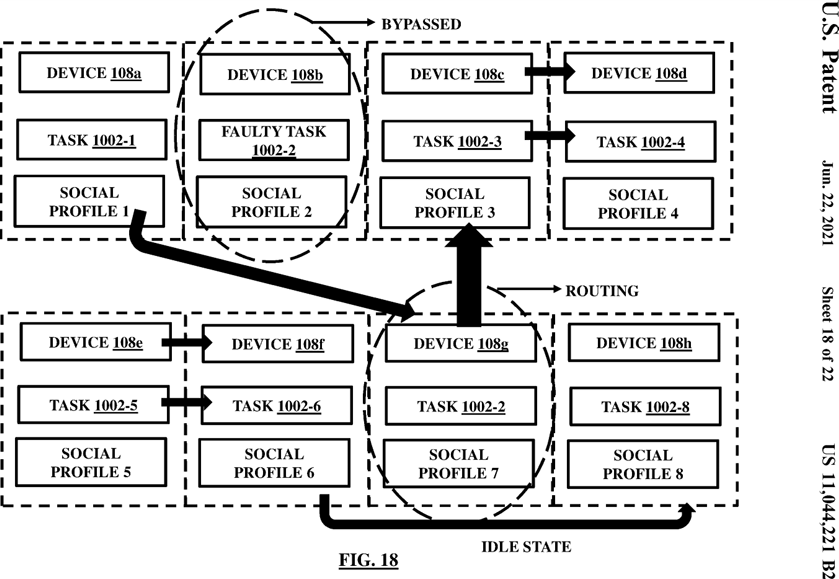 BYPASSED
DEVICE 108a
DEVICE 108b
DEVICE 108c
DEVICE 108d
TASK 1002-1
FAULTY TASK
1002-2
TASK 1002-3
TASK 1002-4
SOCIAL
PROFILE 1
SOCIAL
PROFILE 2
SOCIAL
PROFILE 3
SOCIAL
PROFILE 4
ROUTING
DEVICE 108e
DEVICE 108f
DEVICE 108g
DEVICE 108h
TASK 1002-5
TASK 1002-6
TASK 1002-2
TASK 1002-8
SOCIAL
PROFILE 5
SOCIAL
PROFILE 6
SOCIAL
PROFILE 7
SOCIAL
PROFILE 8
IDLE STATE
FIG. 18
U.S. Patent Jun. 22, 2021 Sheet 18 of 22 US 11,044,221 B2